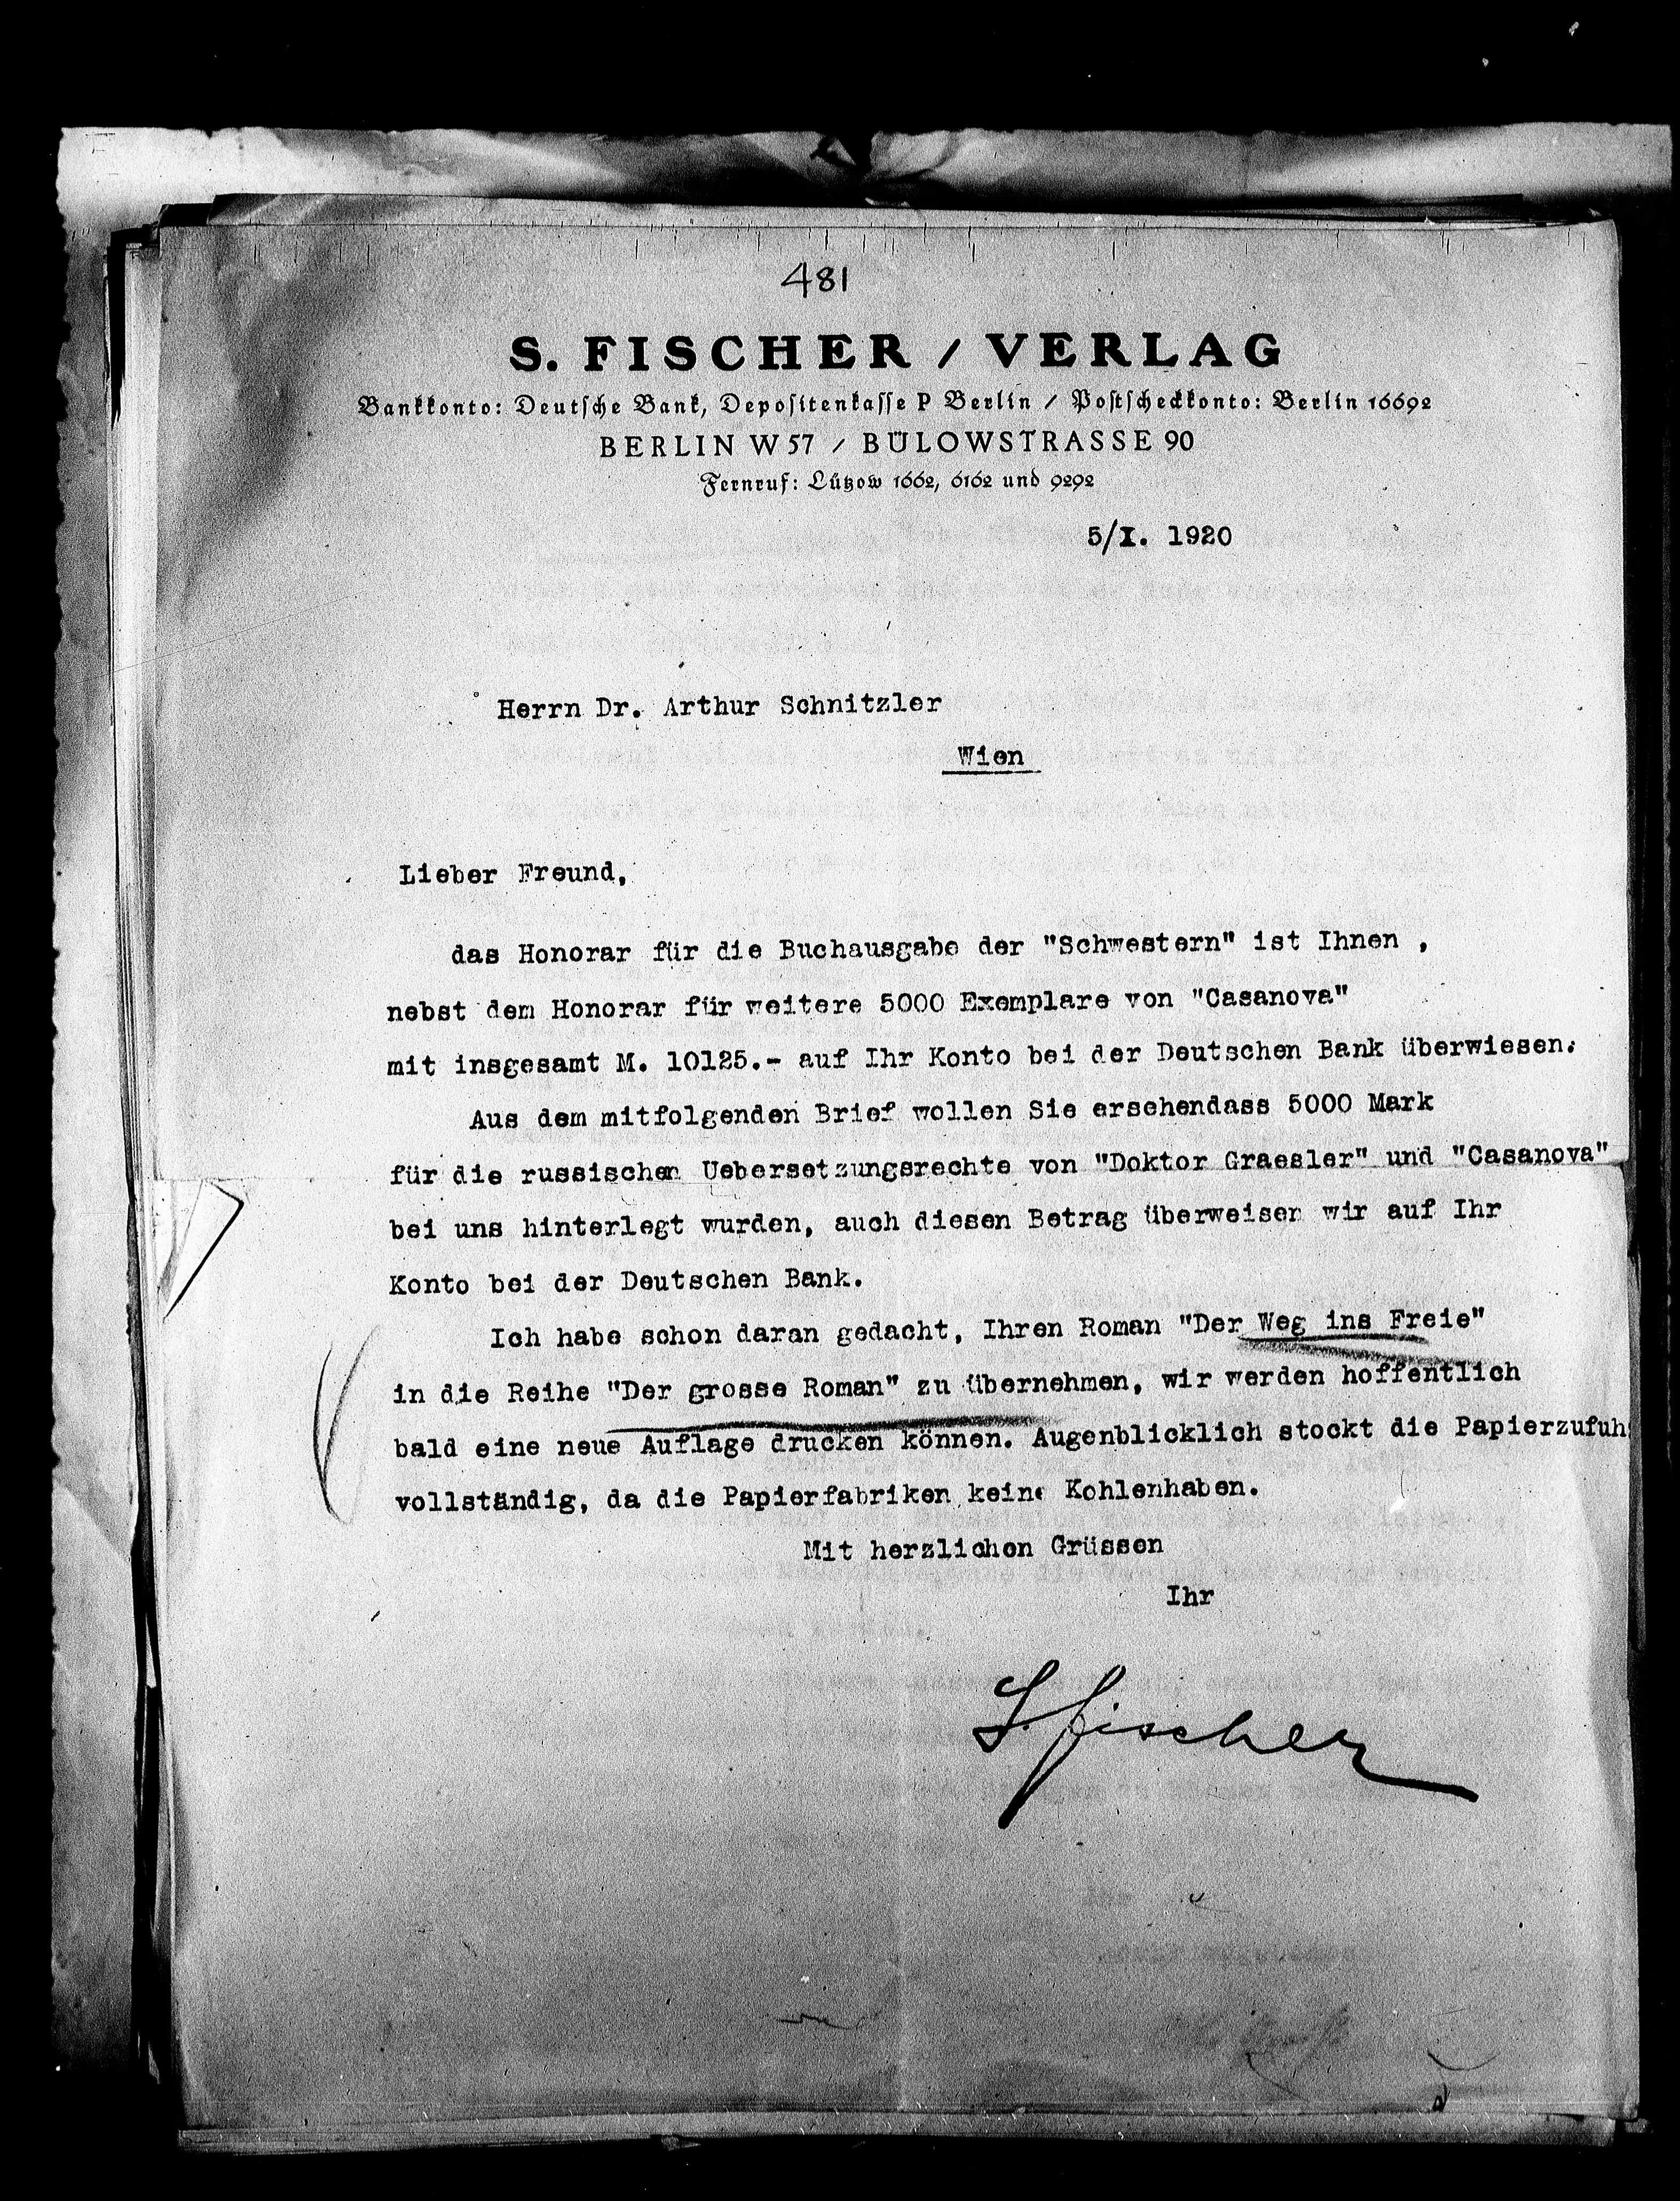 481
S. FISCHER / VERLAG
Bankkonto: Deutsche Bank, Depositenkasse P Berlin / Postscheckkonto: Berlin 16692
BERLIN W 57 / BÜLOWSTRASSE 90
Fernruf: Lützow 1662, 6162 und 9292
5/I. 1920
Herrn Dr. Arthur Schnitzler
Wien
Lieber Freund,
das Honorar für die Buchausgabe der "Schwestern" ist Ihnen ,
nebst dem Honorar für weitere 5000 Exemplare von "Casanova"
mit insgesamt M. 10125.- auf Ihr Konto bei der Deutschen Bank überwiesen.
Aus dem mitfolgenden Brief wollen Sie ersehendass 5000 Mark
für die russischen Uebersetzungsrechte von "Doktor Graesler" und "Casanova"
bei uns hinterlegt wurden, auch diesen Betrag überweisen wir auf Ihr
Konto bei der Deutschen Bank.
Ich habe schon daran gedacht, Ihren Roman "Der Weg ins Freie"
in die Reihe "Der grosse Roman" zu übernehmen, wir werden hoffentlich
bald eine neue Auflage drucken können. Augenblicklich stockt die Papierzufuh
vollständig, da die Papierfabriken keine Kohlenhaben.
Mit herzlichen Grüssen
Ihr
S. Fischer